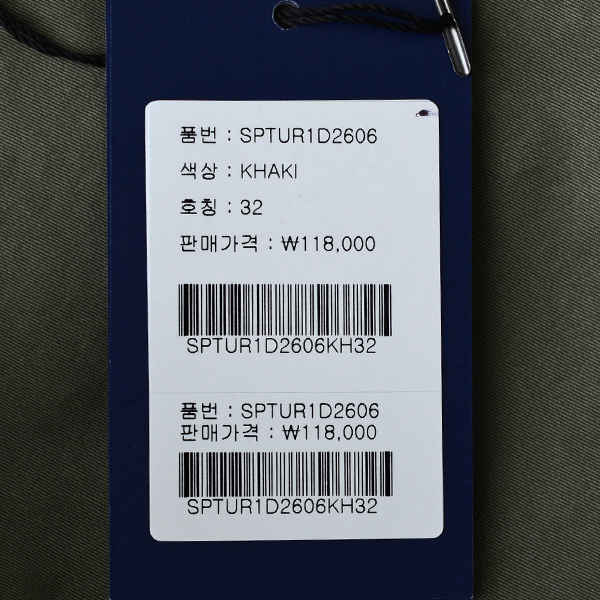 품번 : SPTUR1D2606
색상 : KHAKI
호칭 : 32
판매가격 : ₩118,000
SPTUR1D2606KH32
품번 : SPTUR1D2606
판매가격 : ₩118,000
SPTUR1D2606KH32